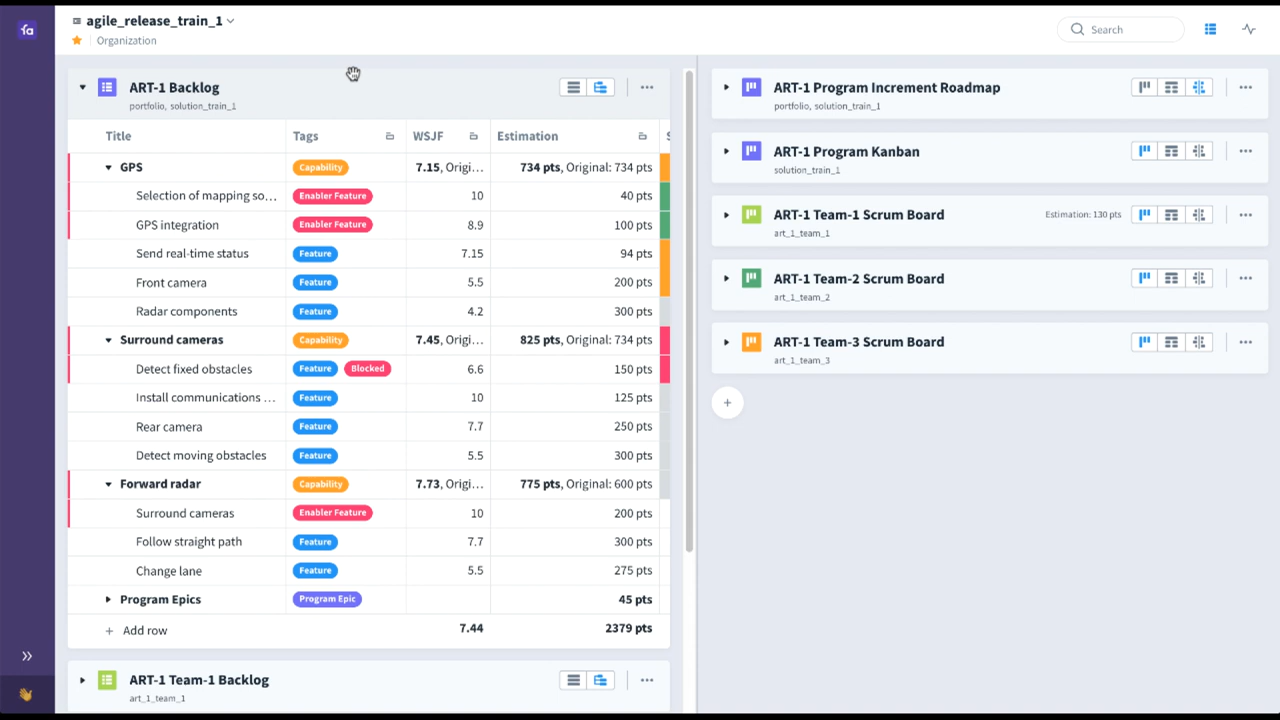 fa
agile_release_train_1
Organization
Search
ART-1 Backlog
portfolio, solution_train_1
Title Tags WSJF Estimation S
GPS Capability 7.15, Origi... 734 pts, Original: 734 pts
Selection of mapping so... Enabler Feature 10 40 pts
GPS integration Enabler Feature 8.9 100 pts
Send real-time status Feature 7.15 94 pts
Front camera Feature 5.5 200 pts
Radar components Feature 4.2 300 pts
Surround cameras Capability 7.45, Origi... 825 pts, Original: 734 pts
Detect fixed obstacles Feature Blocked 6.6 150 pts
Install communications ... Feature 10 125 pts
Rear camera Feature 7.7 250 pts
Detect moving obstacles Feature 5.5 300 pts
Forward radar Capability 7.73, Origi... 775 pts, Original: 600 pts
Surround cameras Enabler Feature 10 200 pts
Follow straight path Feature 7.7 300 pts
Change lane Feature 5.5 275 pts
Program Epics Program Epic 45 pts
+ Add row 7.44 2379 pts
ART-1 Team-1 Backlog
art_1_team_1
ART-1 Program Increment Roadmap
portfolio, solution_train_1
ART-1 Program Kanban
solution_train_1
ART-1 Team-1 Scrum Board Estimation: 130 pts
art_1_team_1
ART-1 Team-2 Scrum Board
art_1_team_2
ART-1 Team-3 Scrum Board
art_1_team_3